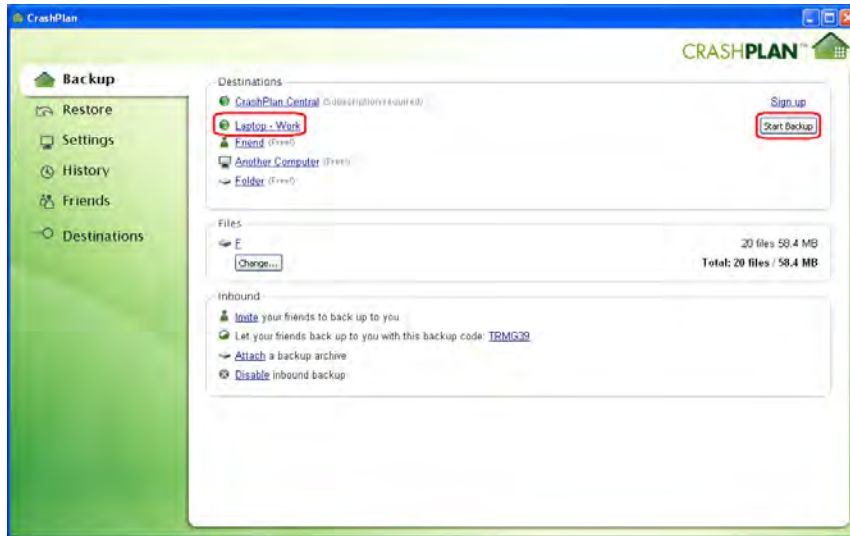 CrashPlan
CRASHPLAN™
Backup
Restore
Settings
History
Friends
Destinations
Destinations
CrashPlan Central (Subscription required) Sign up
Laptop - Work Start Backup
Friend (Free!)
Another Computer (Free!)
Folder (Free!)
Files
F 20 files 58.4 MB
Change... Total: 20 files / 58.4 MB
Inbound
Invite your friends to back up to you
Let your friends back up to you with this backup code: TRMG39
Attach a backup archive
Disable inbound backup